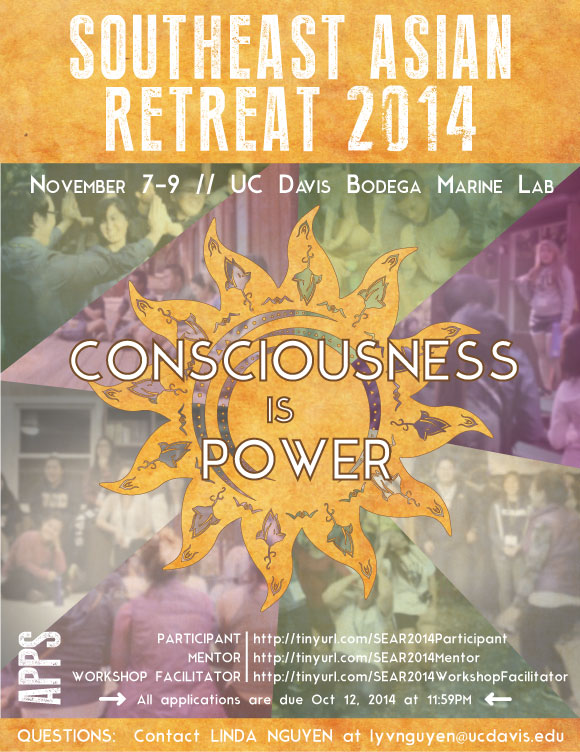 SOUTHEAST ASIAN
RETREAT 2014
NOVEMBER 7-9 // UC DAVIS BODEGA MARINE LAB
CONSCIOUSNESS
IS
POWER
APPS
PARTICIPANT | http://tinyurl.com/SEAR2014Participant
MENTOR | http://tinyurl.com/SEAR2014Mentor
WORKSHOP FACILITATOR | http://tinyurl.com/SEAR2014WorkshopFacilitator
→ All applications are due Oct 12, 2014 at 11:59PM ←
QUESTIONS: Contact LINDA NGUYEN at lyvnguyen@ucdavis.edu